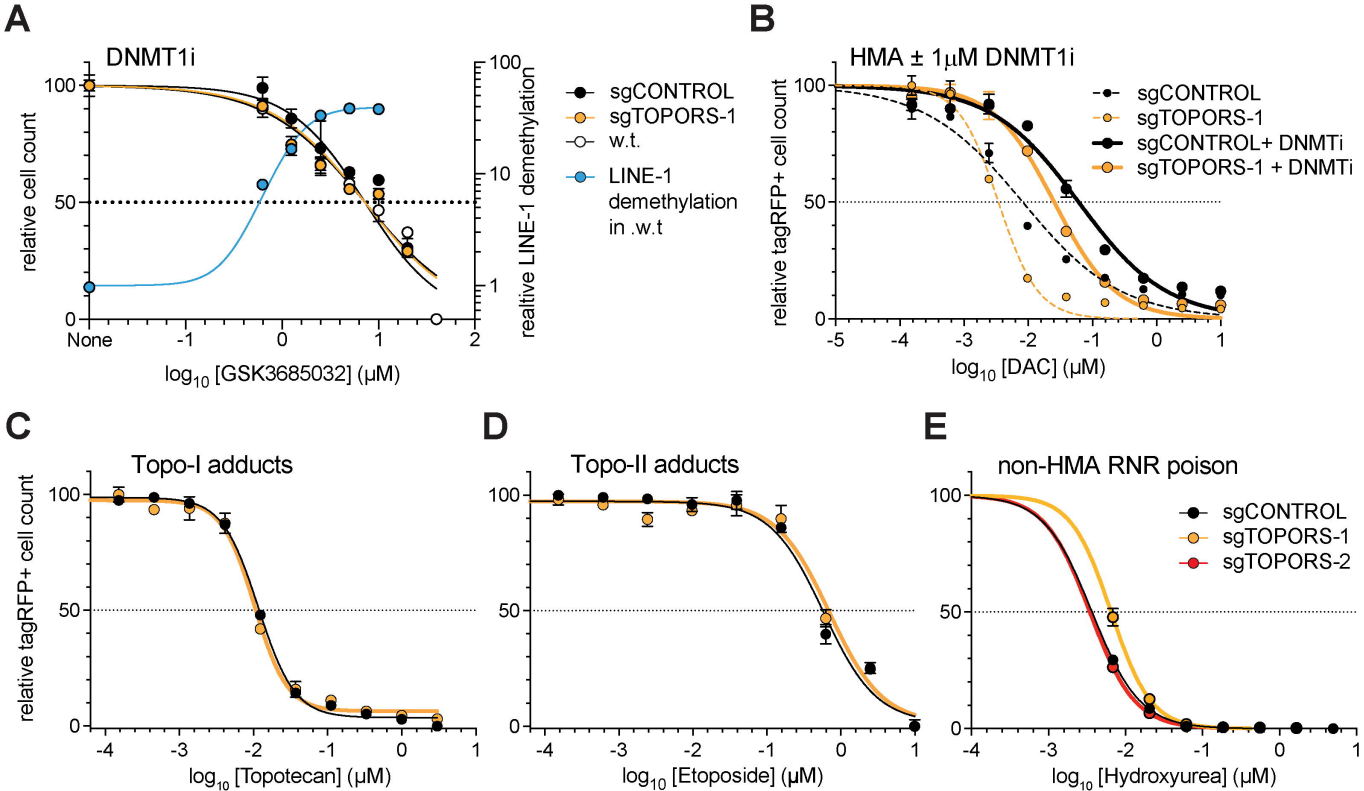 A
DNMT1i
relative cell count
100
50
0
None
-1
0
1
2
log10 [GSK3685032] (µM)
100
10
1
realtive LINE-1 demethylation
sgCONTROL
sgTOPORS-1
w.t.
LINE-1
demethylation
in .w.t
B
HMA ± 1µM DNMT1i
relative tagRFP+ cell count
100
50
0
-5
-4
-3
-2
-1
0
1
log10 [DAC] (µM)
sgCONTROL
sgTOPORS-1
sgCONTROL+ DNMTi
sgTOPORS-1 + DNMTi
C
Topo-I adducts
relative tagRFP+ cell count
100
50
0
-4
-3
-2
-1
0
1
log10 [Topotecan] (µM)
D
Topo-II adducts
100
50
0
-4
-3
-2
-1
0
1
log10 [Etoposide] (µM)
E
non-HMA RNR poison
100
50
0
-4
-3
-2
-1
0
1
log10 [Hydroxyurea] (µM)
sgCONTROL
sgTOPORS-1
sgTOPORS-2